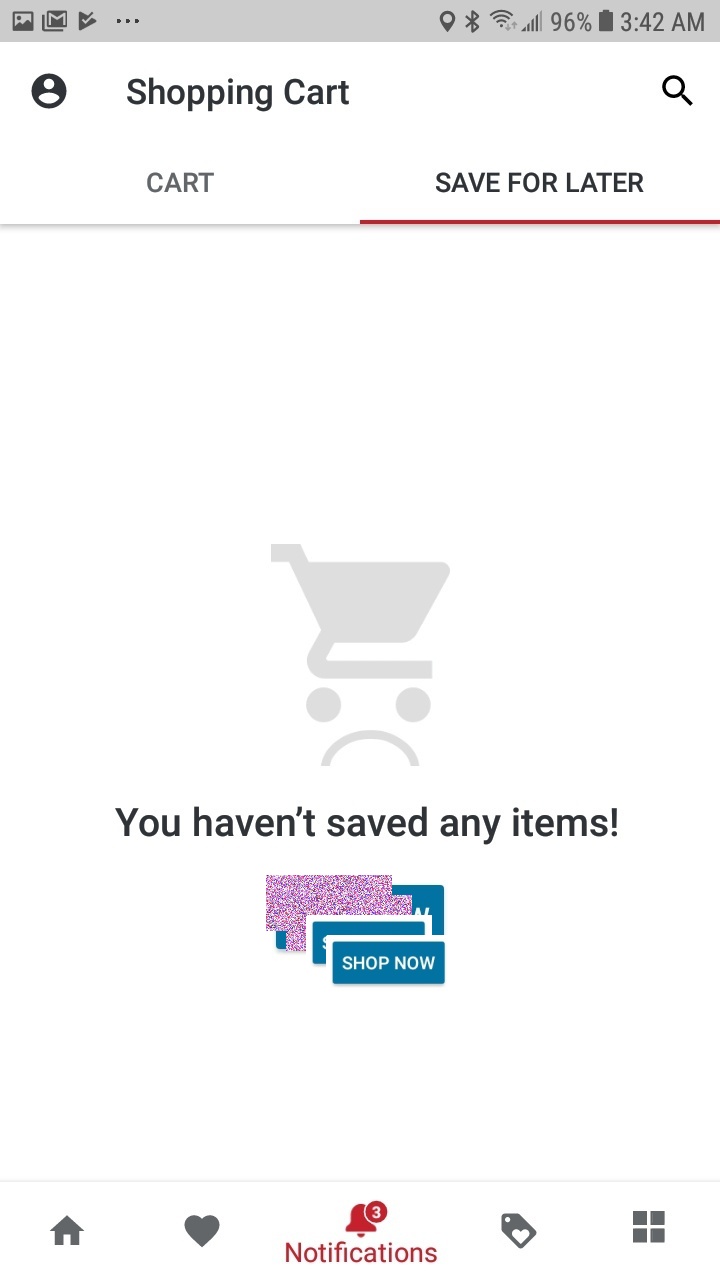 96% 3:42 AM
Shopping Cart
CART SAVE FOR LATER
You haven’t saved any items!
SHOP NOW
3
Notifications